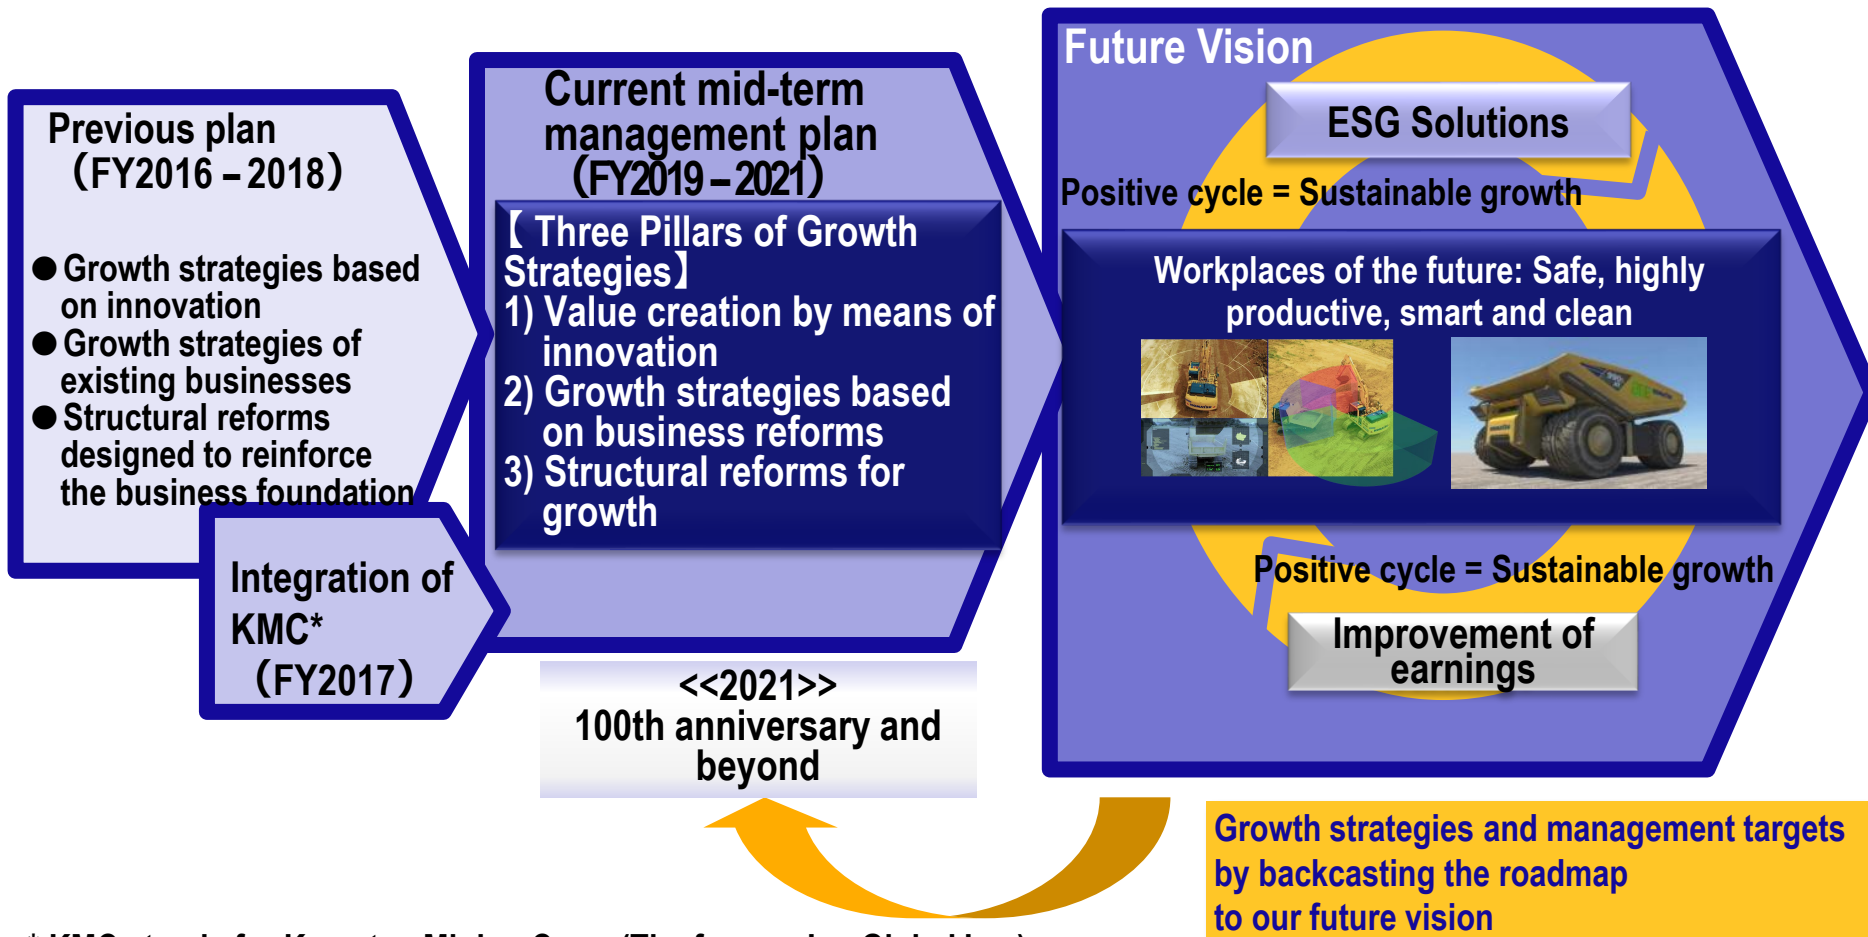 Previous plan
（FY2016 – 2018）
● Growth strategies based
on innovation
● Growth strategies of
existing businesses
● Structural reforms
designed to reinforce
the business foundation
Integration of
KMC*
（FY2017）
Current mid-term
management plan
（FY2019 – 2021）
【 Three Pillars of Growth
Strategies】
1) Value creation by means of
innovation
2) Growth strategies based
on business reforms
3) Structural reforms for
growth
<<2021>>
100th anniversary and
beyond
Future Vision
ESG Solutions
Positive cycle = Sustainable growth
Workplaces of the future: Safe, highly
productive, smart and clean
Positive cycle = Sustainable growth
Improvement of
earnings
Growth strategies and management targets
by backcasting the roadmap
to our future vision